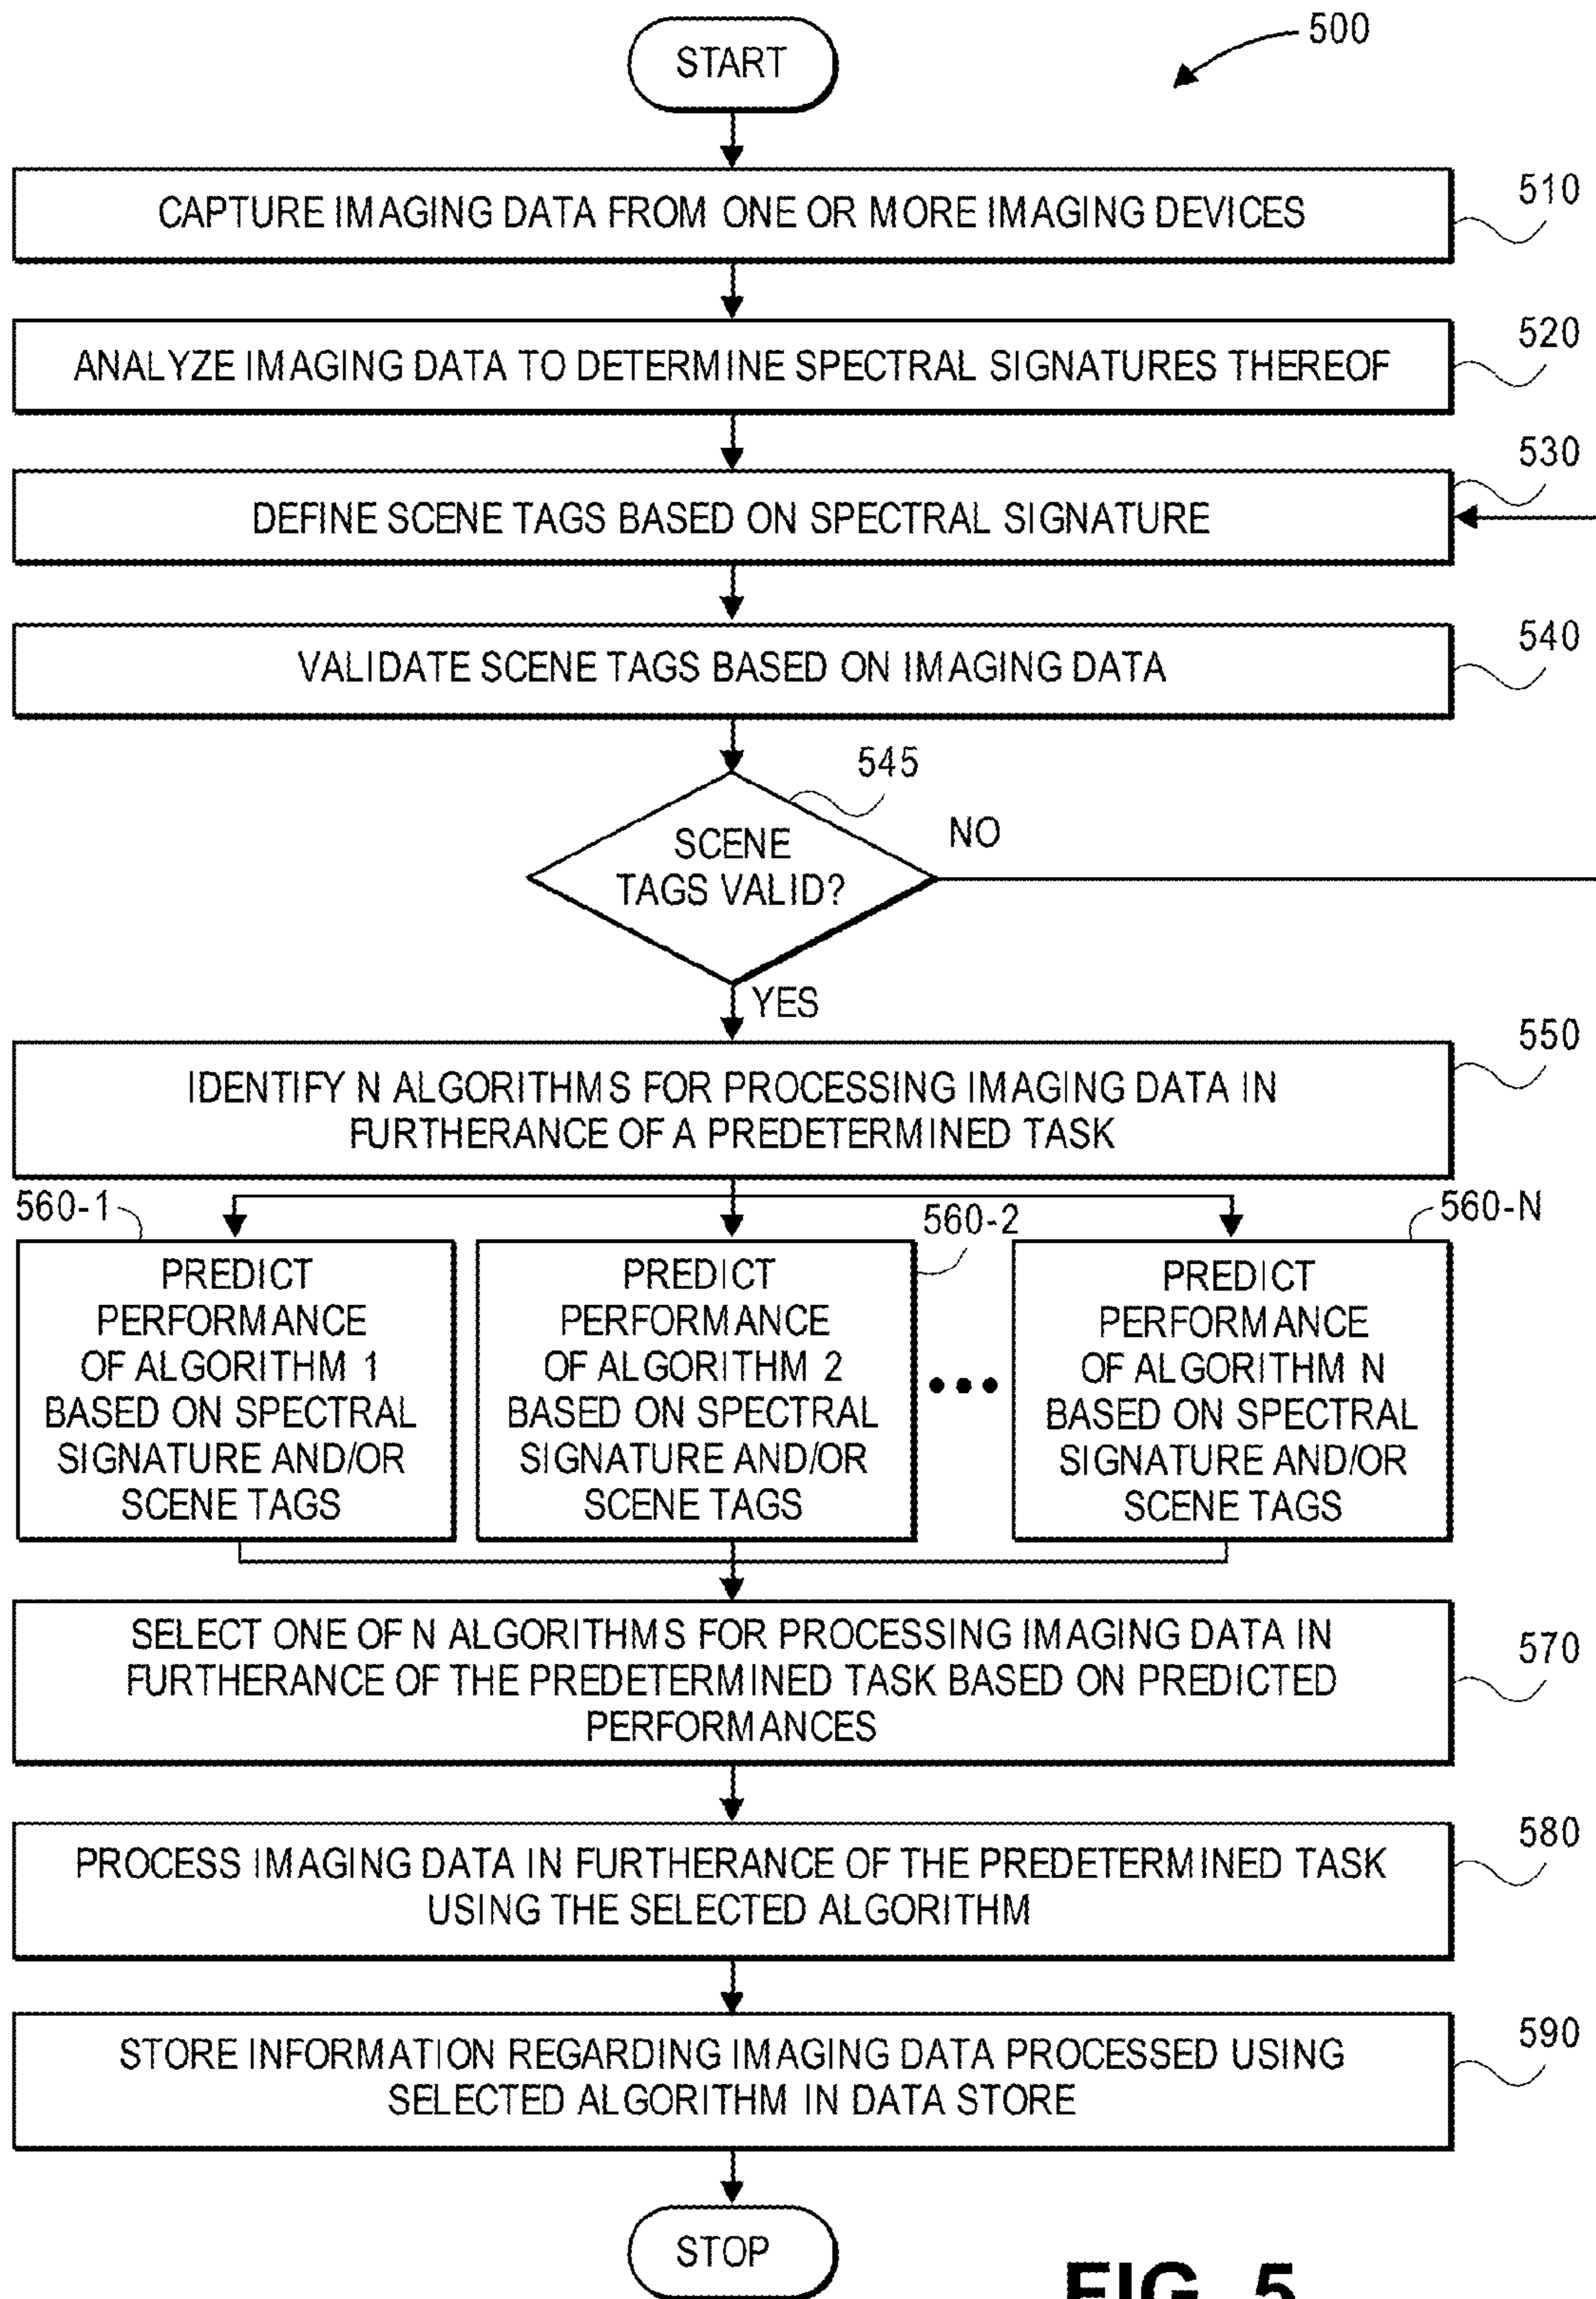 START
500
CAPTURE IMAGING DATA FROM ONE OR MORE IMAGING DEVICES
510
ANALYZE IMAGING DATA TO DETERMINE SPECTRAL SIGNATURES THEREOF
520
DEFINE SCENE TAGS BASED ON SPECTRAL SIGNATURE
530
VALIDATE SCENE TAGS BASED ON IMAGING DATA
540
545
SCENE
TAGS VALID?
NO
YES
IDENTIFY N ALGORITHMS FOR PROCESSING IMAGING DATA IN
FURTHERANCE OF A PREDETERMINED TASK
550
560-1
PREDICT
PERFORMANCE
OF ALGORITHM 1
BASED ON SPECTRAL
SIGNATURE AND/OR
SCENE TAGS
560-2
PREDICT
PERFORMANCE
OF ALGORITHM 2
BASED ON SPECTRAL
SIGNATURE AND/OR
SCENE TAGS
●●●
560-N
PREDICT
PERFORMANCE
OF ALGORITHM N
BASED ON SPECTRAL
SIGNATURE AND/OR
SCENE TAGS
SELECT ONE OF N ALGORITHMS FOR PROCESSING IMAGING DATA IN
FURTHERANCE OF THE PREDETERMINED TASK BASED ON PREDICTED
PERFORMANCES
570
PROCESS IMAGING DATA IN FURTHERANCE OF THE PREDETERMINED TASK
USING THE SELECTED ALGORITHM
580
STORE INFORMATION REGARDING IMAGING DATA PROCESSED USING
SELECTED ALGORITHM IN DATA STORE
590
STOP
FIG. 5